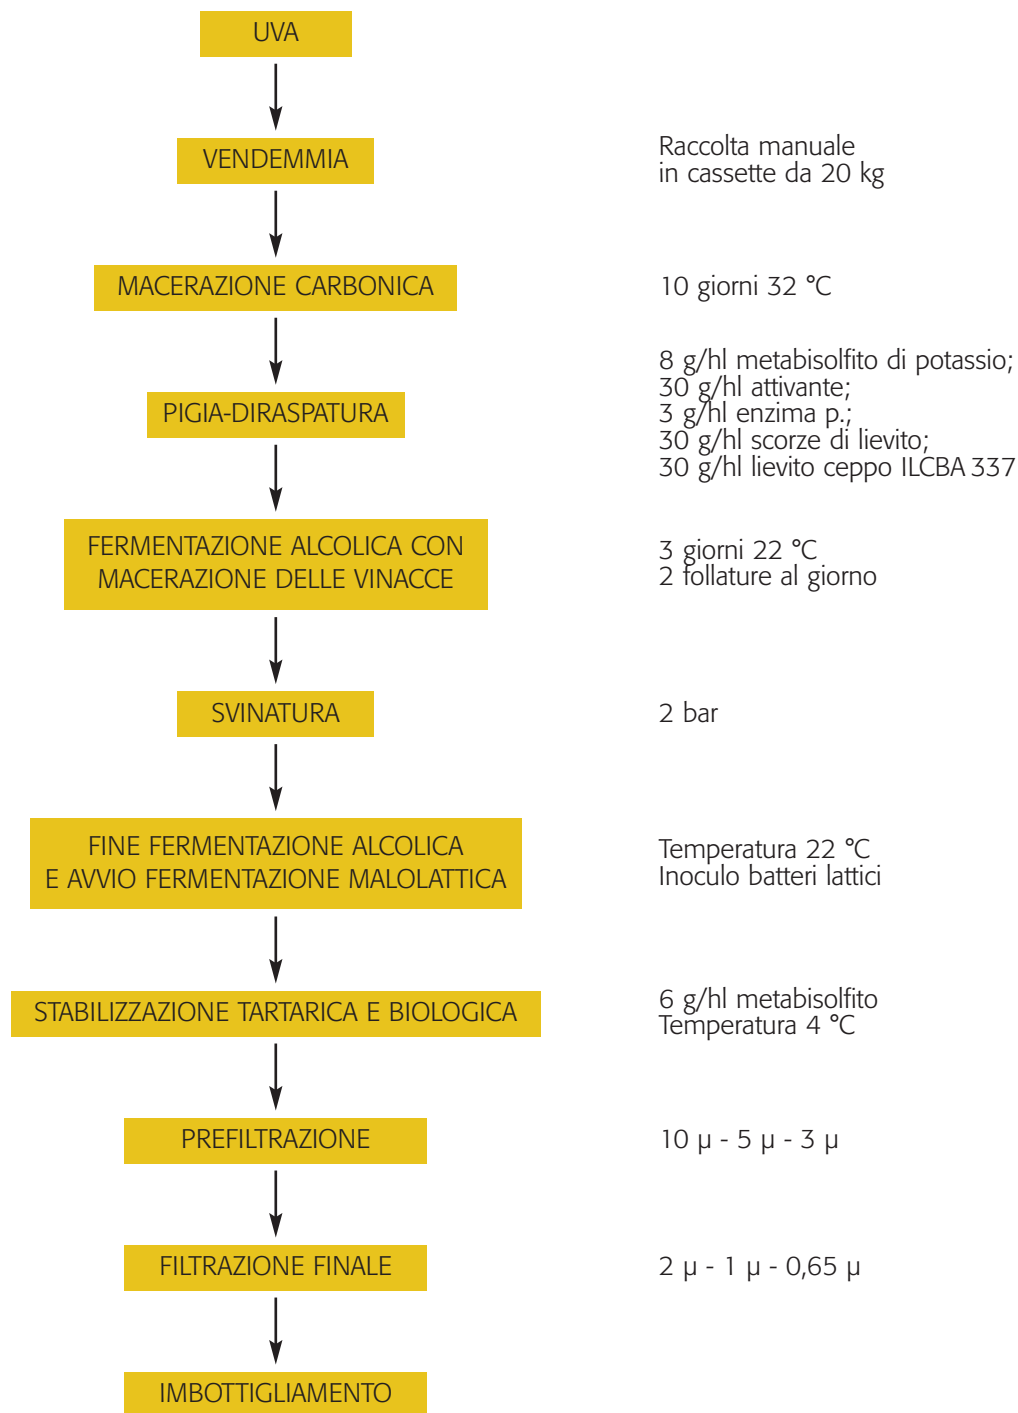 UVA
VENDEMMIA
Raccolta manuale
in cassette da 20 kg
MACERAZIONE CARBONICA
10 giorni 32 °C
PIGIA-DIRASPATURA
8 g/hl metabisolfito di potassio;
30 g/hl attivante;
3 g/hl enzima p.;
30 g/hl scorze di lievito;
30 g/hl lievito ceppo ILCBA 337
FERMENTAZIONE ALCOLICA CON
MACERAZIONE DELLE VINACCE
3 giorni 22 °C
2 follature al giorno
SVINATURA
2 bar
FINE FERMENTAZIONE ALCOLICA
E AVVIO FERMENTAZIONE MALOLATTICA
Temperatura 22 °C
Inoculo batteri lattici
STABILIZZAZIONE TARTARICA E BIOLOGICA
6 g/hl metabisolfito
Temperatura 4 °C
PREFILTRAZIONE
10 μ - 5 μ - 3 μ
FILTRAZIONE FINALE
2 μ - 1 μ - 0,65 μ
IMBOTTIGLIAMENTO